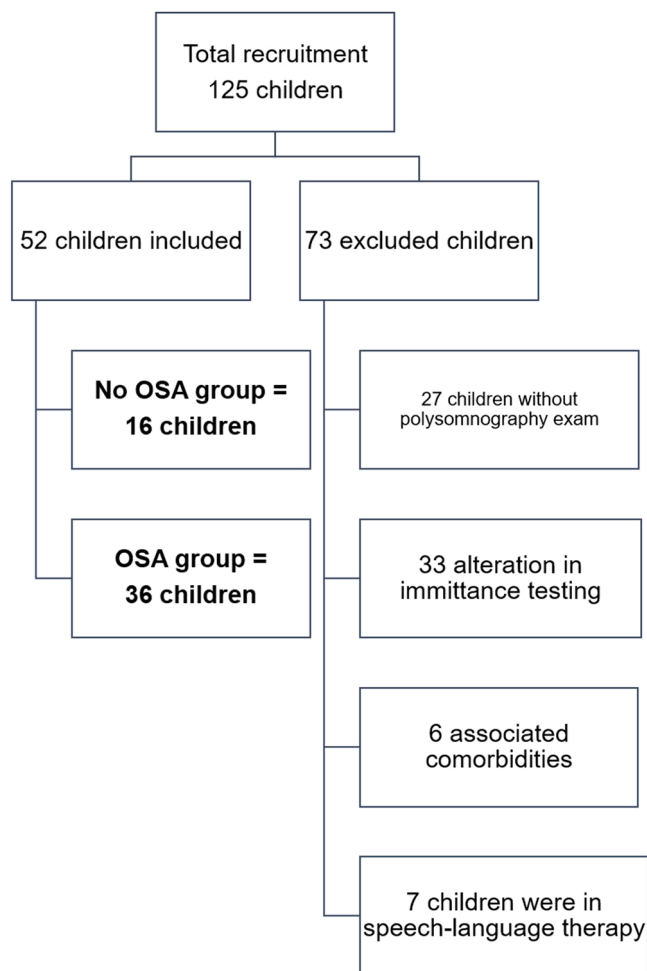 Total recruitment
125 children
52 children included
73 excluded children
No OSA group =
16 children
OSA group =
36 children
27 children without
polysomnography exam
33 alteration in
immittance testing
6 associated
comorbidities
7 children were in
speech-language therapy